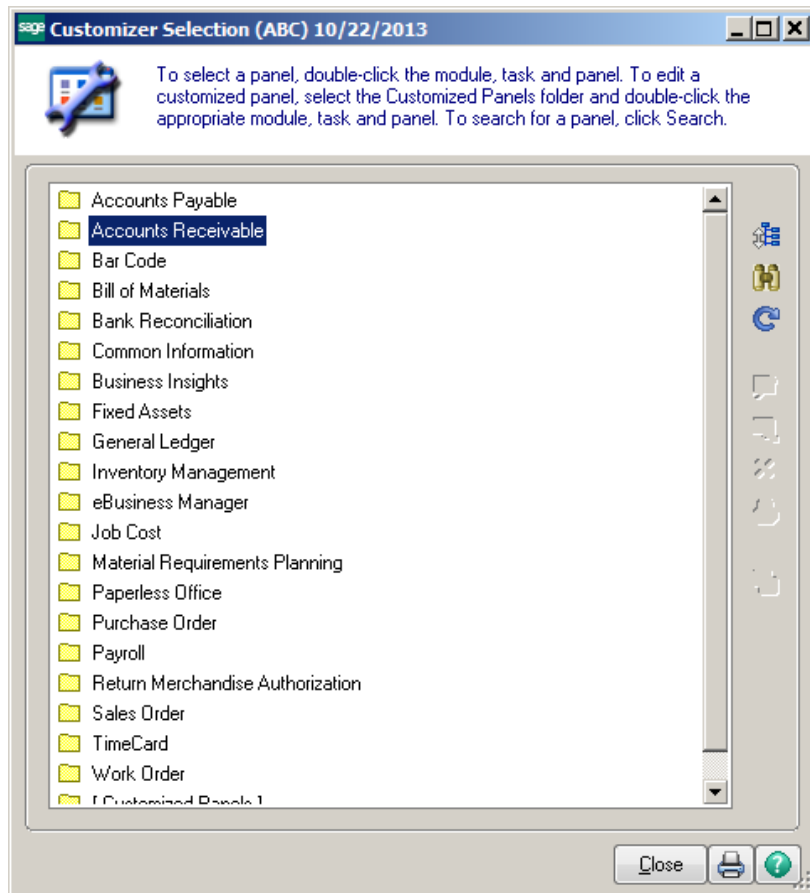 sage Customizer Selection (ABC) 10/22/2013
To select a panel, double-click the module, task and panel. To edit a
customized panel, select the Customized Panels folder and double-click the
appropriate module, task and panel. To search for a panel, click Search.
Accounts Payable
Accounts Receivable
Bar Code
Bill of Materials
Bank Reconciliation
Common Information
Business Insights
Fixed Assets
General Ledger
Inventory Management
eBusiness Manager
Job Cost
Material Requirements Planning
Paperless Office
Purchase Order
Payroll
Return Merchandise Authorization
Sales Order
TimeCard
Work Order
[ Customized Panels ]
Close